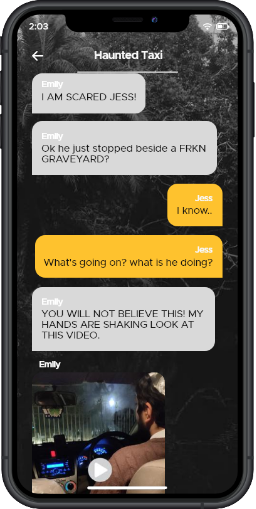 2:03
Haunted Taxi
Emily
I AM SCARED JESS!
Emily
Ok he just stopped beside a FRKN
GRAVEYARD?
Jess
I know..
Jess
What's going on? what is he doing?
Emily
YOU WILL NOT BELIEVE THIS! MY
HANDS ARE SHAKING LOOK AT
THIS VIDEO.
Emily